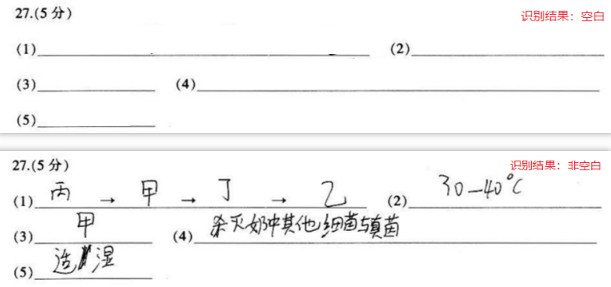 27.(5分) 识别结果：空白
(1) (2)
(3) (4)
(5)
27.(5分) 识别结果：非空白
(1) 丙 → 甲 → 丁 → 乙 (2) 30-40°C
(3) 甲 (4) 杀灭奶中其他细菌与真菌
(5) 造 湿